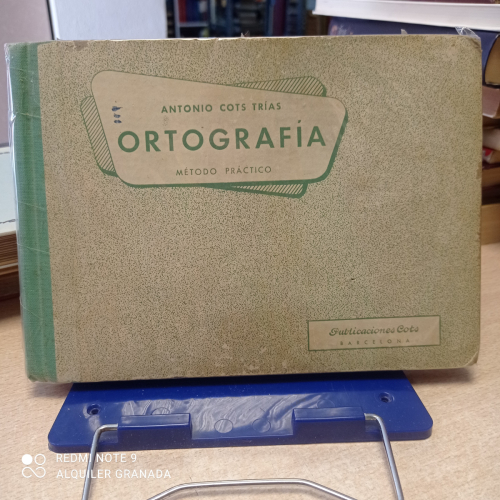 ANTONIO COTS TRÍAS
ORTOGRAFÍA
MÉTODO PRÁCTICO
Publicaciones Cots
BARCELONA
REDMI NOTE 9
ALQUILER GRANADA